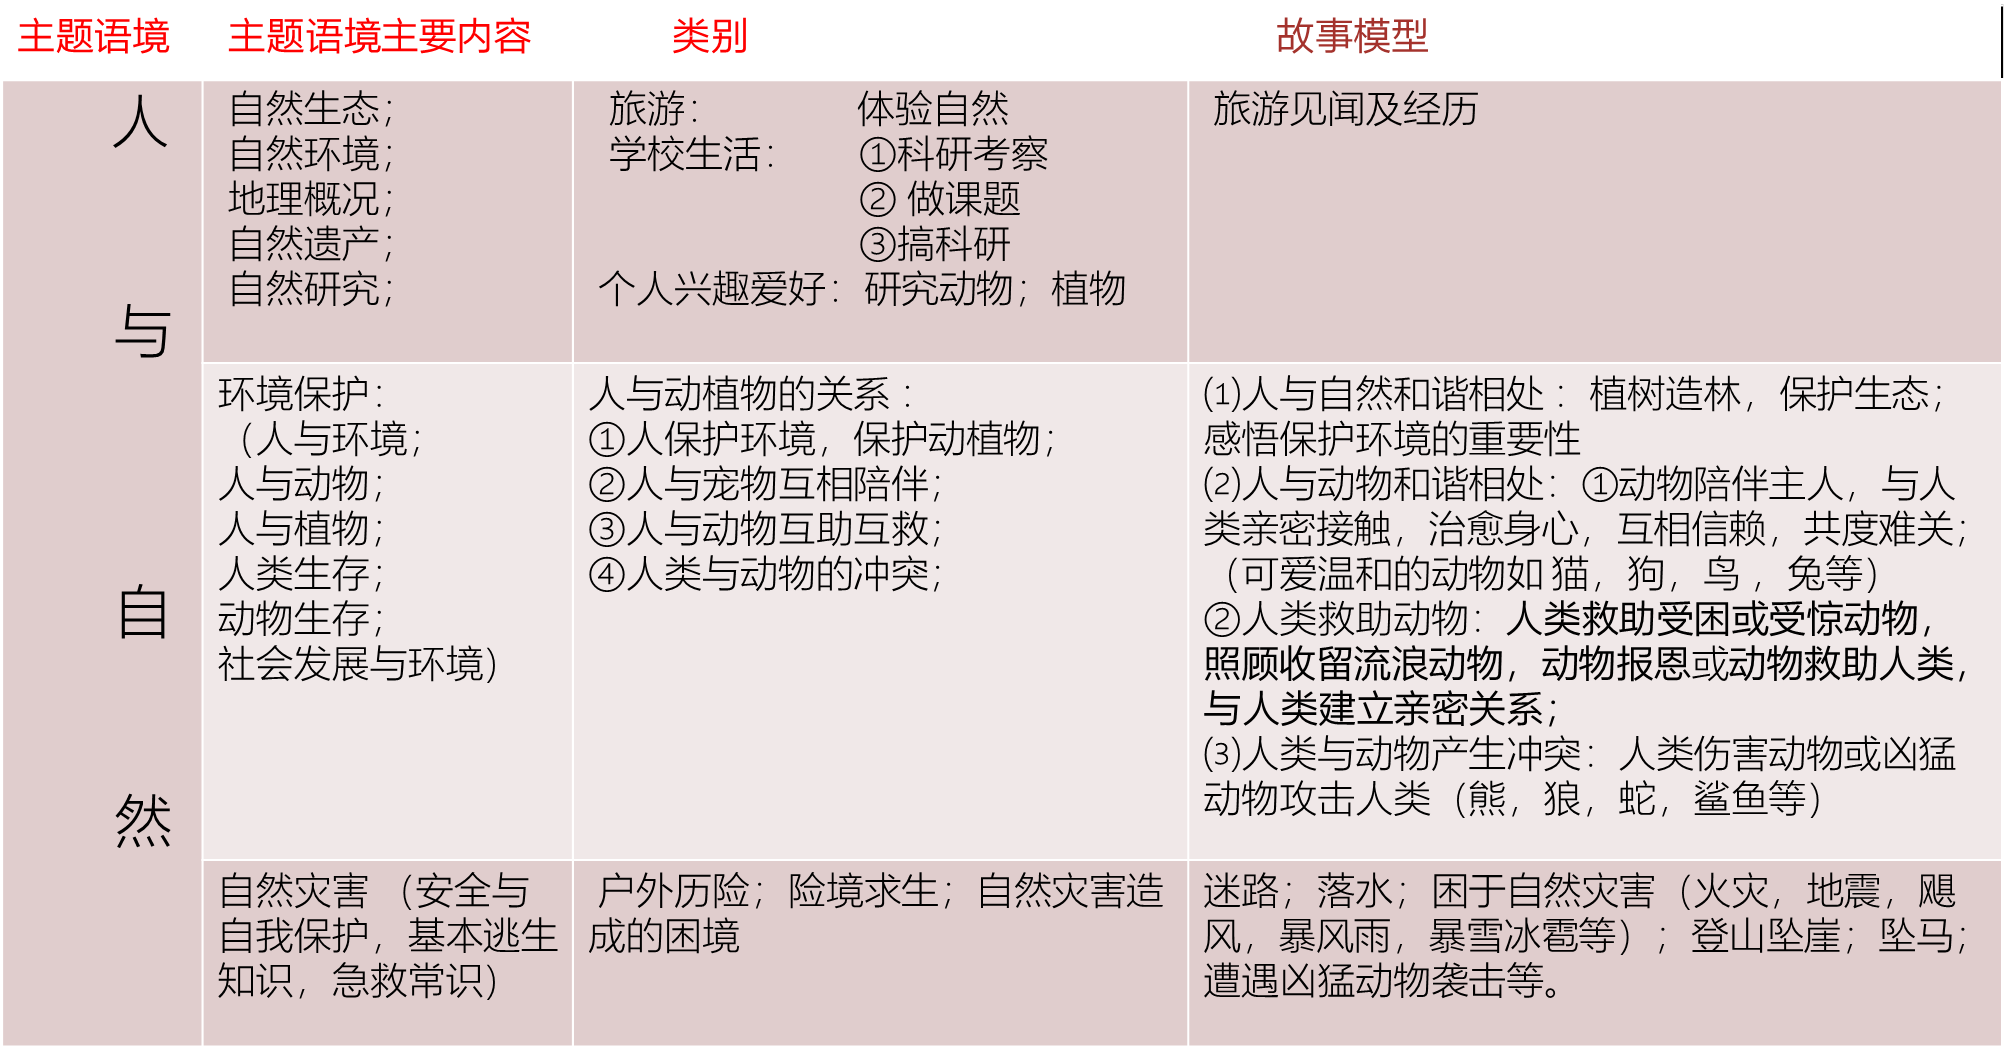 主题语境 主题语境主要内容 类别 故事模型
人
与
自
然
自然生态；
自然环境；
地理概况；
自然遗产；
自然研究；
旅游： 体验自然
学校生活： ①科研考察
② 做课题
③搞科研
个人兴趣爱好：研究动物；植物
旅游见闻及经历
环境保护：
（人与环境；
人与动物；
人与植物；
人类生存；
动物生存；
社会发展与环境）
人与动植物的关系：
①人保护环境，保护动植物；
②人与宠物互相陪伴；
③人与动物互助互救；
④人类与动物的冲突；
⑴人与自然和谐相处：植树造林，保护生态；
感悟保护环境的重要性
⑵人与动物和谐相处：①动物陪伴主人，与人
类亲密接触，治愈身心，互相信赖，共度难关；
（可爱温和的动物如 猫，狗，鸟 ，兔等）
②人类救助动物：人类救助受困或受惊动物，
照顾收留流浪动物，动物报恩或动物救助人类，
与人类建立亲密关系；
⑶人类与动物产生冲突：人类伤害动物或凶猛
动物攻击人类（熊，狼，蛇，鲨鱼等）
自然灾害 （安全与
自我保护，基本逃生
知识，急救常识）
户外历险；险境求生；自然灾害造
成的困境
迷路；落水；困于自然灾害（火灾，地震，飓
风，暴风雨，暴雪冰雹等）；登山坠崖；坠马；
遭遇凶猛动物袭击等。